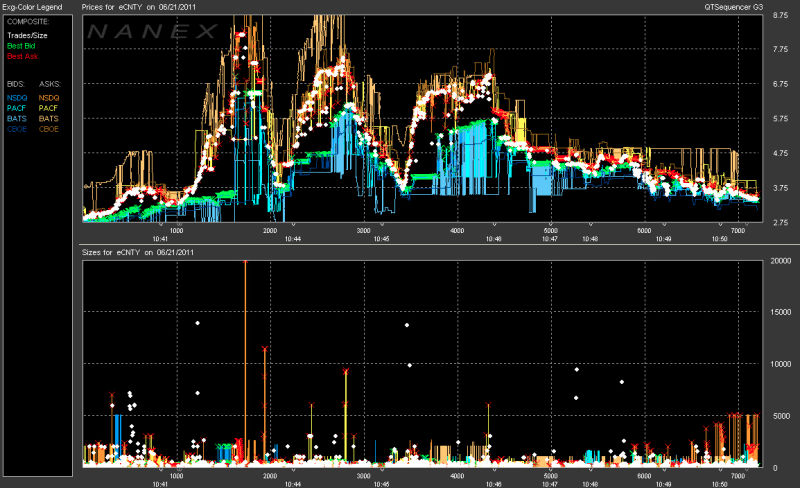 Exg-Color Legend
Prices for eCNTY on 06/21/2011
QTSequencer G3
COMPOSITE:
Trades/Size
Best Bid
Best Ask
BIDS: ASKS:
NSDQ NSDQ
PACF PACF
BATS BATS
CBOE CBOE
NANEX
8.75
7.75
6.75
5.75
4.75
3.75
2.75
1000 2000 3000 4000 5000 6000 7000
10:41 10:44 10:45 10:46 10:47 10:48 10:49 10:50
Sizes for eCNTY on 06/21/2011
20000
15000
10000
5000
0
1000 2000 3000 4000 5000 6000 7000
10:41 10:44 10:45 10:46 10:47 10:48 10:49 10:50